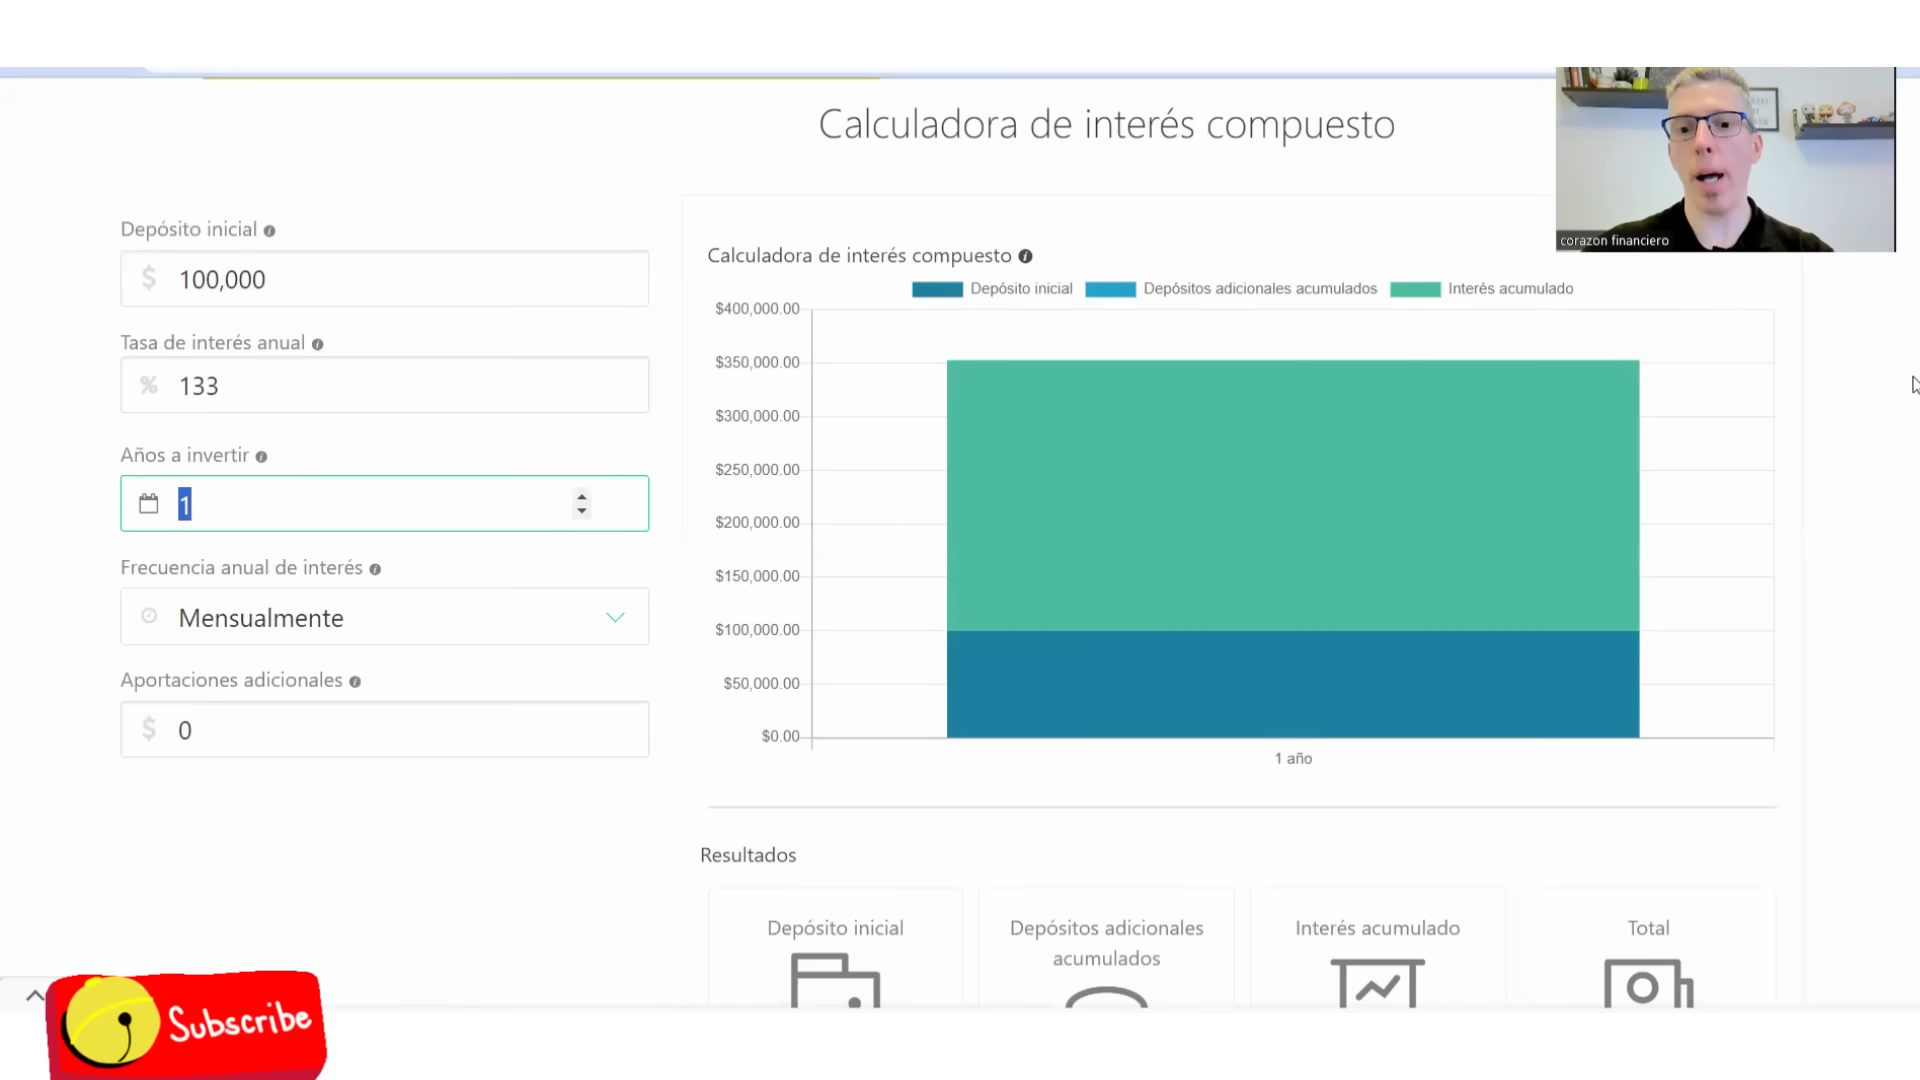 Calculadora de interés compuesto
corazon financiero
Depósito inicial
$ 100,000
Tasa de interés anual
% 133
Años a invertir
1
Frecuencia anual de interés
Mensualmente
Aportaciones adicionales
$ 0
Calculadora de interés compuesto
Depósito inicial Depósitos adicionales acumulados Interés acumulado
$400,000.00
$350,000.00
$300,000.00
$250,000.00
$200,000.00
$150,000.00
$100,000.00
$50,000.00
$0.00
1 año
Resultados
Depósito inicial
Depósitos adicionales
acumulados
Interés acumulado
Total
Subscribe